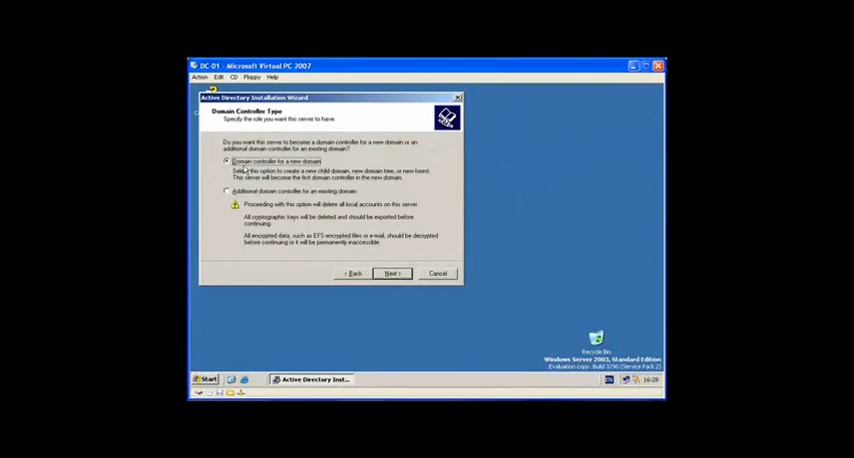 DC-01 - Microsoft Virtual PC 2007
Action Edit CD Floppy Help
Active Directory Installation Wizard
Domain Controller Type
Specify the role you want this server to have.
Do you want this server to become a domain controller for a new domain or an
additional domain controller for an existing domain?
Domain controller for a new domain
Select this option to create a new child domain, new domain tree, or new forest.
This server will become the first domain controller in the new domain.
Additional domain controller for an existing domain
Proceeding with this option will delete all local accounts on this server.
All cryptographic keys will be deleted and should be exported before
continuing.
All encrypted data, such as EFS-encrypted files or e-mail, should be decrypted
before continuing or it will be permanently inaccessible.
< Back Next > Cancel
Recycle Bin
Windows Server 2003, Standard Edition
Evaluation copy. Build 3790 (Service Pack 2)
Start Active Directory Inst... EN 16:28